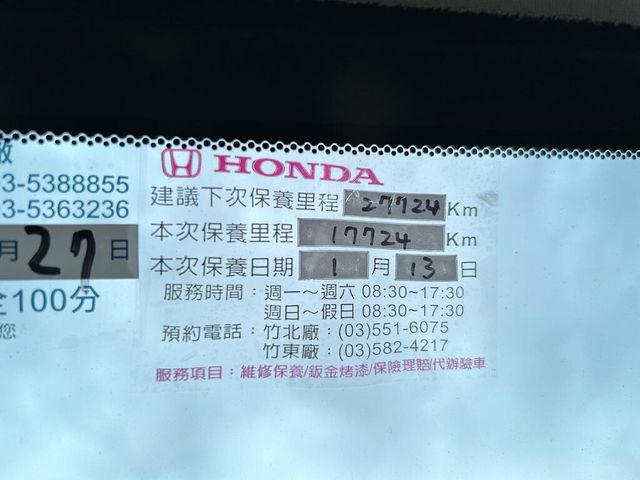 03-5388855
03-5363236
月 27 日
全100分
您
HONDA
建議下次保養里程 27724 Km
本次保養里程 17724 Km
本次保養日期 1 月 13 日
服務時間：週一～週六 08:30~17:30
週日～假日 08:30~17:30
預約電話：竹北廠：(03)551-6075
竹東廠：(03)582-4217
服務項目：維修保養/鈑金烤漆/保險理賠/代辦驗車